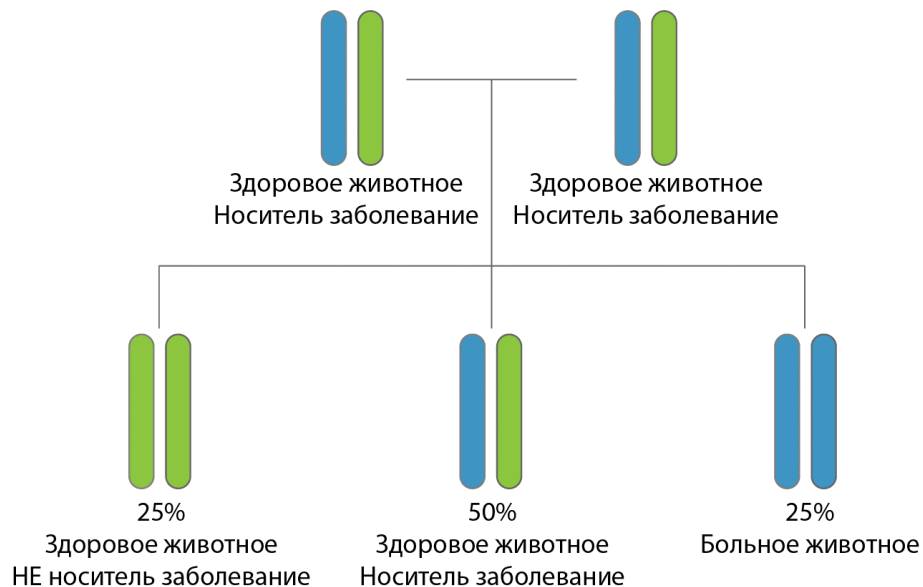 Здоровое животное
Носитель заболевание
Здоровое животное
Носитель заболевание
25%
Здоровое животное
НЕ носитель заболевание
50%
Здоровое животное
Носитель заболевание
25%
Больное животное